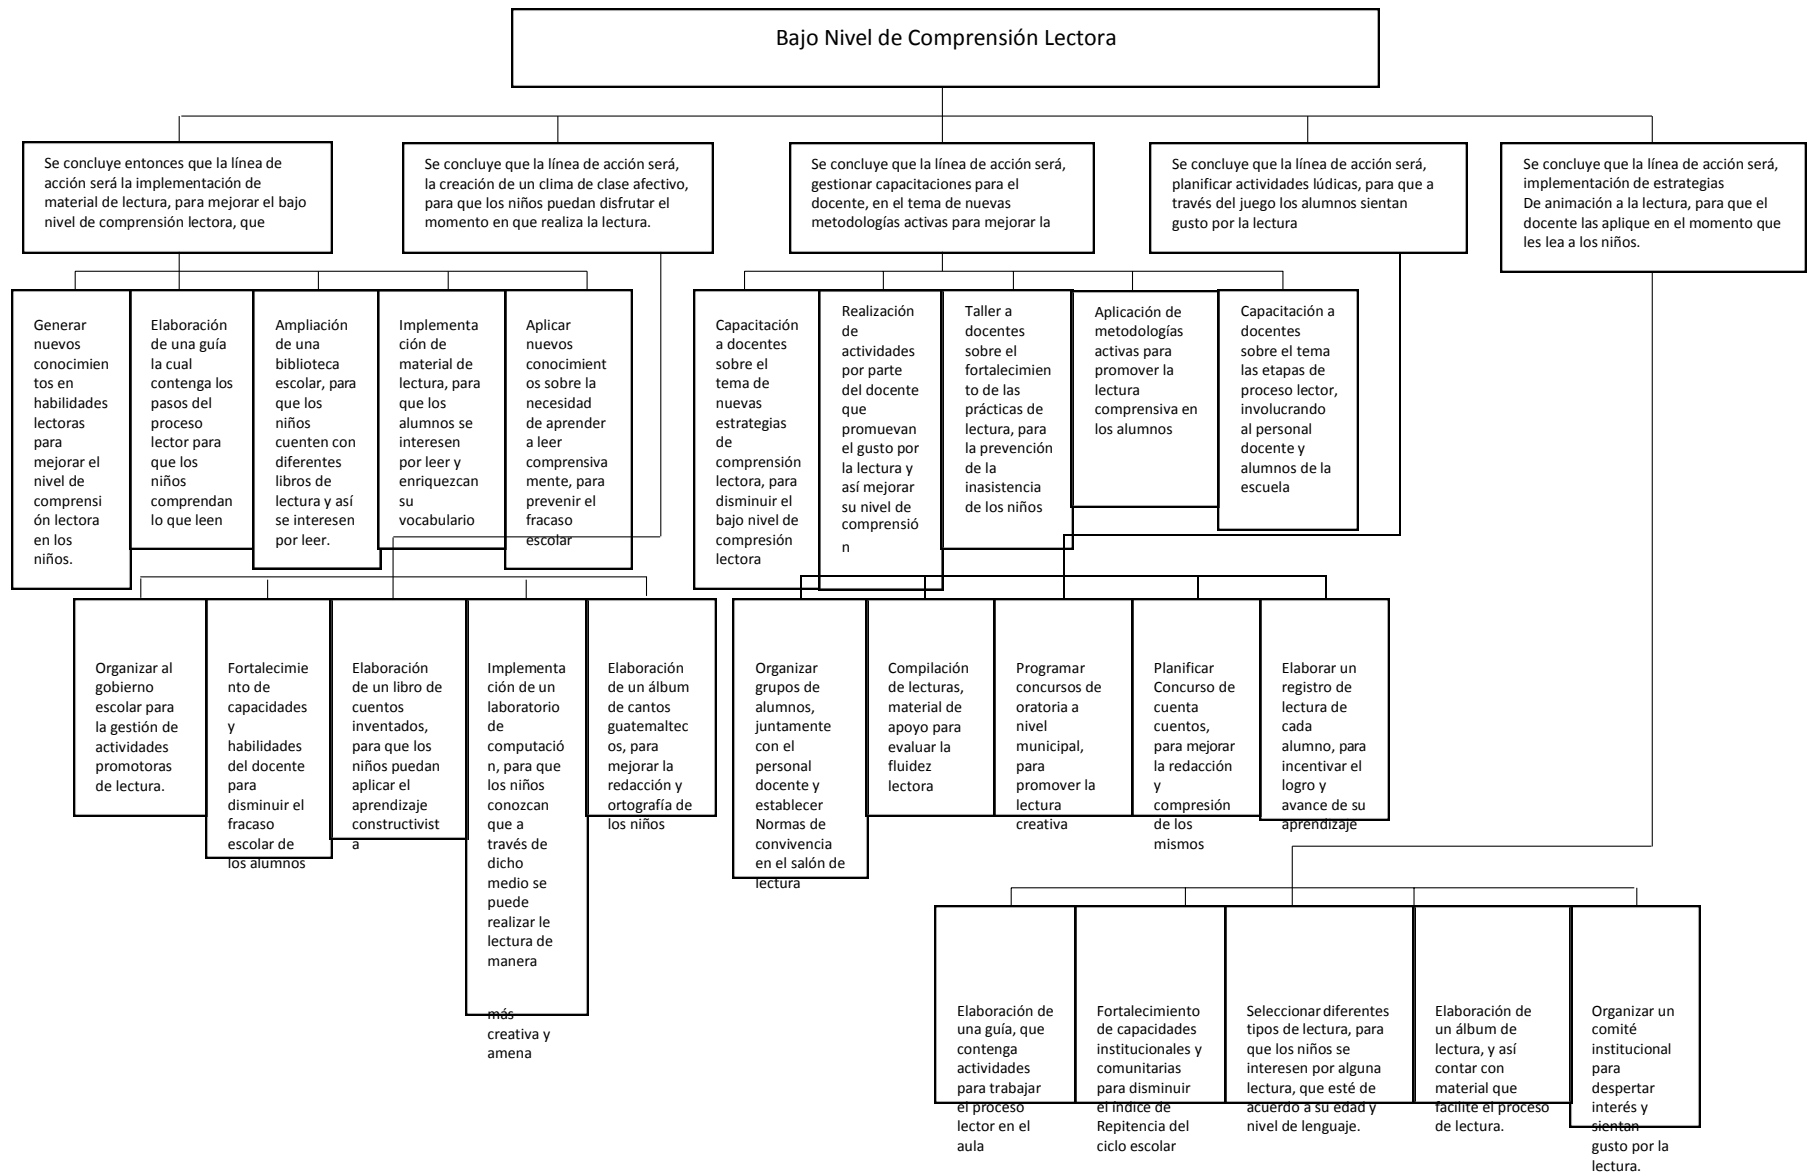 Bajo Nivel de Comprensión Lectora
Se concluye entonces que la línea de
acción será la implementación de
material de lectura, para mejorar el bajo
nivel de comprensión lectora, que
Se concluye que la línea de acción será,
la creación de un clima de clase afectivo,
para que los niños puedan disfrutar el
momento en que realiza la lectura.
Se concluye que la línea de acción será,
gestionar capacitaciones para el
docente, en el tema de nuevas
metodologías activas para mejorar la
Se concluye que la línea de acción será,
planificar actividades lúdicas, para que a
través del juego los alumnos sientan
gusto por la lectura
Se concluye que la línea de acción será,
implementación de estrategias
De animación a la lectura, para que el
docente las aplique en el momento que
les lea a los niños.
Generar
nuevos
conocimien
tos en
habilidades
lectoras
para
mejorar el
nivel de
comprensi
ón lectora
en los
niños.
Elaboración
de una guía
la cual
contenga los
pasos del
proceso
lector para
que los
niños
comprendan
lo que leen
Ampliación
de una
biblioteca
escolar, para
que los
niños
cuenten con
diferentes
libros de
lectura y así
se interesen
por leer.
Implementa
ción de
material de
lectura, para
que los
alumnos se
interesen
por leer y
enriquezcan
su
vocabulario
Aplicar
nuevos
conocimient
os sobre la
necesidad
de aprender
a leer
comprensiva
mente, para
prevenir el
fracaso
escolar
Capacitación
a docentes
sobre el
tema de
nuevas
estrategias
de
comprensión
lectora, para
disminuir el
bajo nivel de
compresión
lectora
Realización
de
actividades
por parte
del docente
que
promuevan
el gusto por
la lectura y
así mejorar
su nivel de
comprensió
n
Taller a
docentes
sobre el
fortalecimien
to de las
prácticas de
lectura, para
la prevención
de la
inasistencia
de los niños
Aplicación de
metodologías
activas para
promover la
lectura
comprensiva en
los alumnos
Capacitación a
docentes
sobre el tema
las etapas de
proceso lector,
involucrando
al personal
docente y
alumnos de la
escuela
Organizar al
gobierno
escolar para
la gestión de
actividades
promotoras
de lectura.
Fortalecimie
nto de
capacidades
y
habilidades
del docente
para
disminuir el
fracaso
escolar de
los alumnos
Elaboración
de un libro de
cuentos
inventados,
para que los
niños puedan
aplicar el
aprendizaje
constructivist
a
Implementa
ción de un
laboratorio
de
computació
n, para que
los niños
conozcan
que a
través de
dicho
medio se
puede
realizar le
lectura de
manera
más
creativa y
amena
Elaboración
de un álbum
de cantos
guatemaltec
os, para
mejorar la
redacción y
ortografía de
los niños
Organizar
grupos de
alumnos,
juntamente
con el
personal
docente y
establecer
Normas de
convivencia
en el salón de
lectura
Compilación
de lecturas,
material de
apoyo para
evaluar la
fluidez
lectora
Programar
concursos de
oratoria a
nivel
municipal,
para
promover la
lectura
creativa
Planificar
Concurso de
cuenta
cuentos,
para mejorar
la redacción
y
compresión
de los
mismos
Elaborar un
registro de
lectura de
cada
alumno, para
incentivar el
logro y
avance de su
aprendizaje
Elaboración de
una guía, que
contenga
actividades
para trabajar
el proceso
lector en el
aula
Fortalecimiento
de capacidades
institucionales y
comunitarias
para disminuir
el índice de
Repitencia del
ciclo escolar
Seleccionar diferentes
tipos de lectura, para
que los niños se
interesen por alguna
lectura, que esté de
acuerdo a su edad y
nivel de lenguaje.
Elaboración de
un álbum de
lectura, y así
contar con
material que
facilite el proceso
de lectura.
Organizar un
comité
institucional
para
despertar
interés y
sientan
gusto por la
lectura.